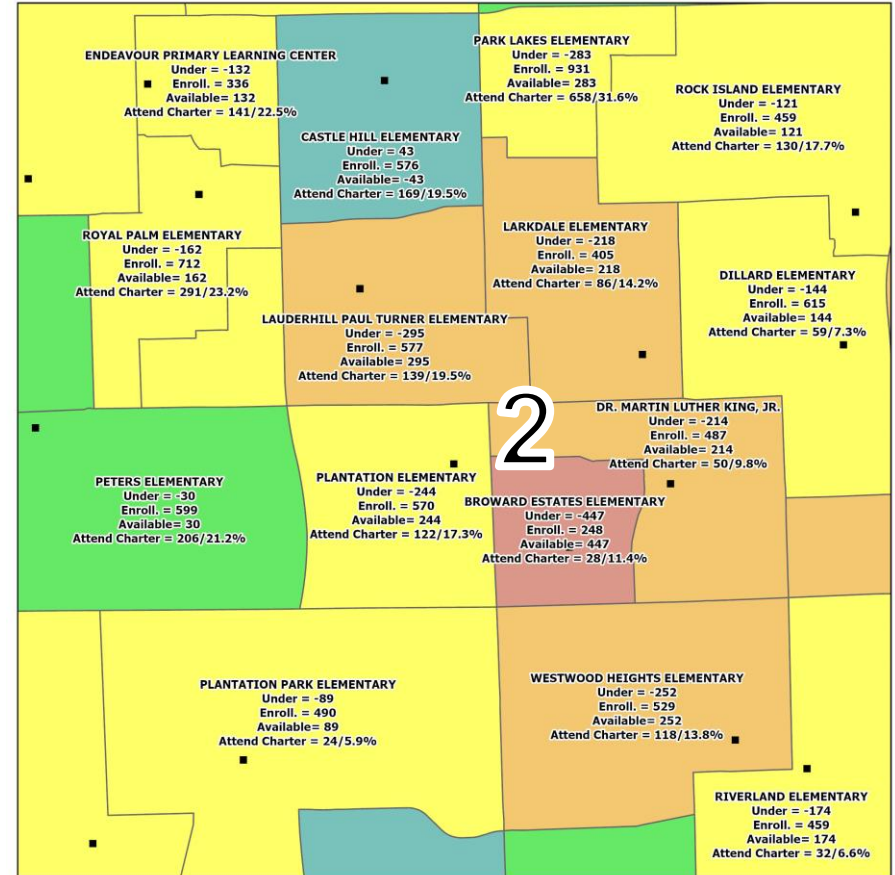 ENDEAVOUR PRIMARY LEARNING CENTER
Under = -132
Enroll. = 336
Available= 132
Attend Charter = 141/22.5%
CASTLE HILL ELEMENTARY
Under = 43
Enroll. = 576
Available= -43
Attend Charter = 169/19.5%
PARK LAKES ELEMENTARY
Under = -283
Enroll. = 931
Available= 283
Attend Charter = 658/31.6%
ROCK ISLAND ELEMENTARY
Under = -121
Enroll. = 459
Available= 121
Attend Charter = 130/17.7%
ROYAL PALM ELEMENTARY
Under = -162
Enroll. = 712
Available= 162
Attend Charter = 291/23.2%
LARKDALE ELEMENTARY
Under = -218
Enroll. = 405
Available= 218
Attend Charter = 86/14.2%
DILLARD ELEMENTARY
Under = -144
Enroll. = 615
Available= 144
Attend Charter = 59/7.3%
LAUDERHILL PAUL TURNER ELEMENTARY
Under = -295
Enroll. = 577
Available= 295
Attend Charter = 139/19.5%
2
DR. MARTIN LUTHER KING, JR.
Under = -214
Enroll. = 487
Available= 214
Attend Charter = 50/9.8%
PETERS ELEMENTARY
Under = -30
Enroll. = 599
Available= 30
Attend Charter = 206/21.2%
PLANTATION ELEMENTARY
Under = -244
Enroll. = 570
Available= 244
Attend Charter = 122/17.3%
BROWARD ESTATES ELEMENTARY
Under = -447
Enroll. = 248
Available= 447
Attend Charter = 28/11.4%
PLANTATION PARK ELEMENTARY
Under = -89
Enroll. = 490
Available= 89
Attend Charter = 24/5.9%
WESTWOOD HEIGHTS ELEMENTARY
Under = -252
Enroll. = 529
Available= 252
Attend Charter = 118/13.8%
RIVERLAND ELEMENTARY
Under = -174
Enroll. = 459
Available= 174
Attend Charter = 32/6.6%